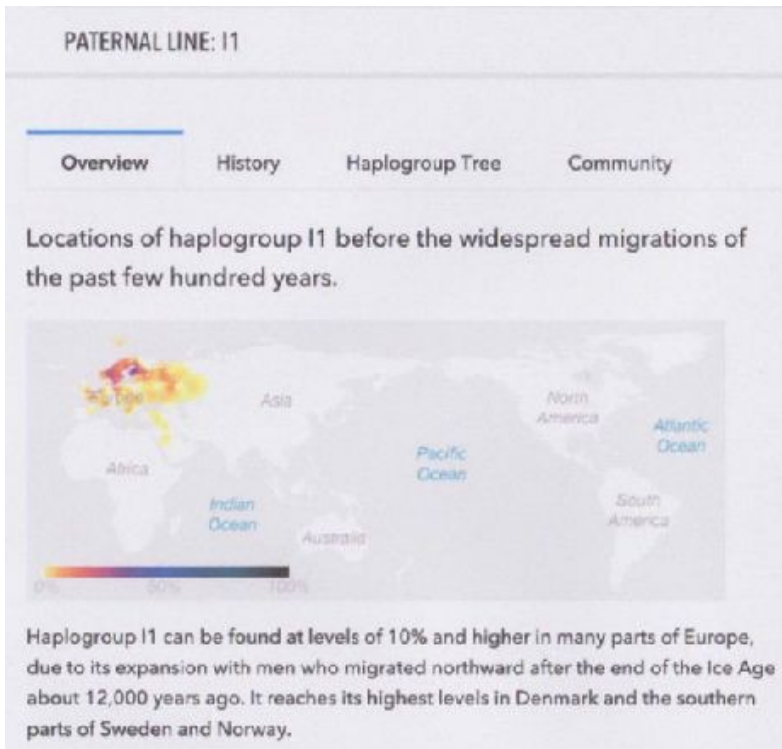 PATERNAL LINE: I1
Overview History Haplogroup Tree Community
Locations of haplogroup I1 before the widespread migrations of
the past few hundred years.
Asia
North
America
Atlantic
Ocean
Pacific
Ocean
Africa
Indian
Ocean
South
America
Australia
0% 50% 100%
Haplogroup I1 can be found at levels of 10% and higher in many parts of Europe,
due to its expansion with men who migrated northward after the end of the Ice Age
about 12,000 years ago. It reaches its highest levels in Denmark and the southern
parts of Sweden and Norway.